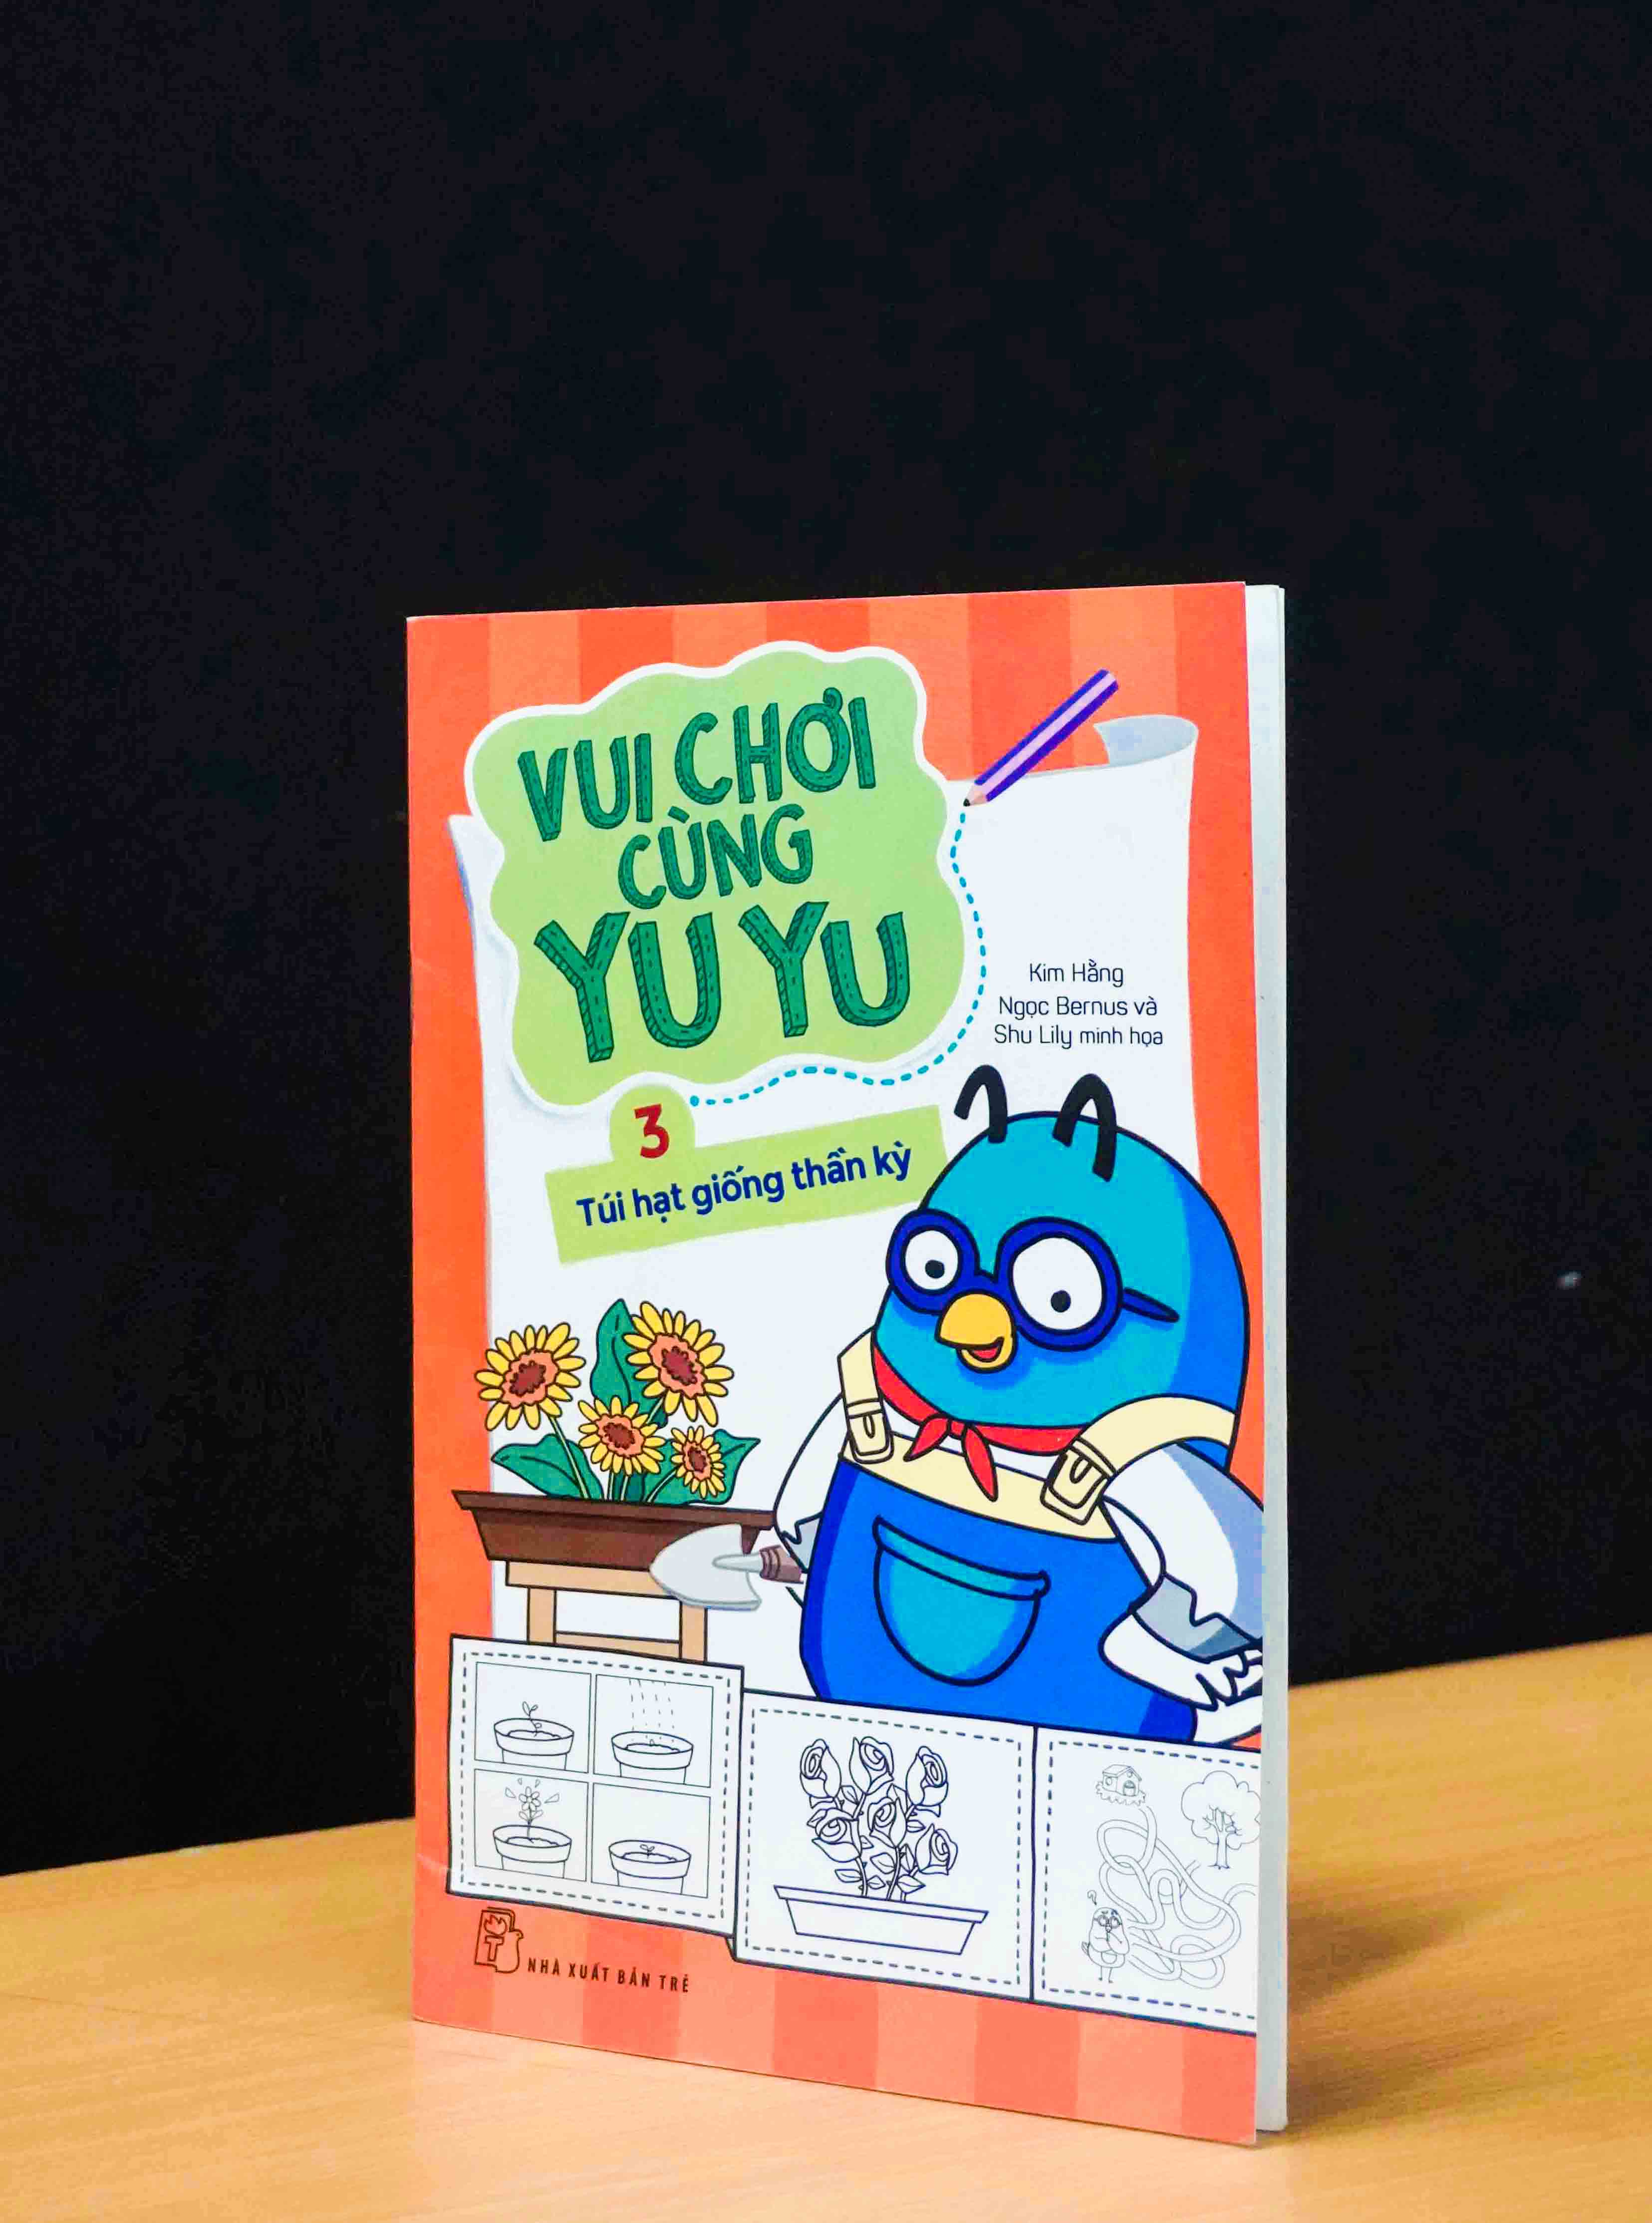 VUI CHƠI
CÙNG
YU YU
Kim Hằng
Ngọc Bernus và
Shu Lily minh họa
3
Túi hạt giống thần kỳ
T
NHÀ XUẤT BẢN TRẺ